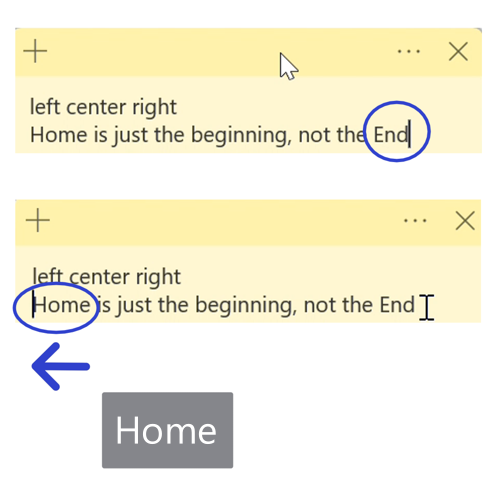 left center right
Home is just the beginning, not the End
left center right
Home is just the beginning, not the End
Home